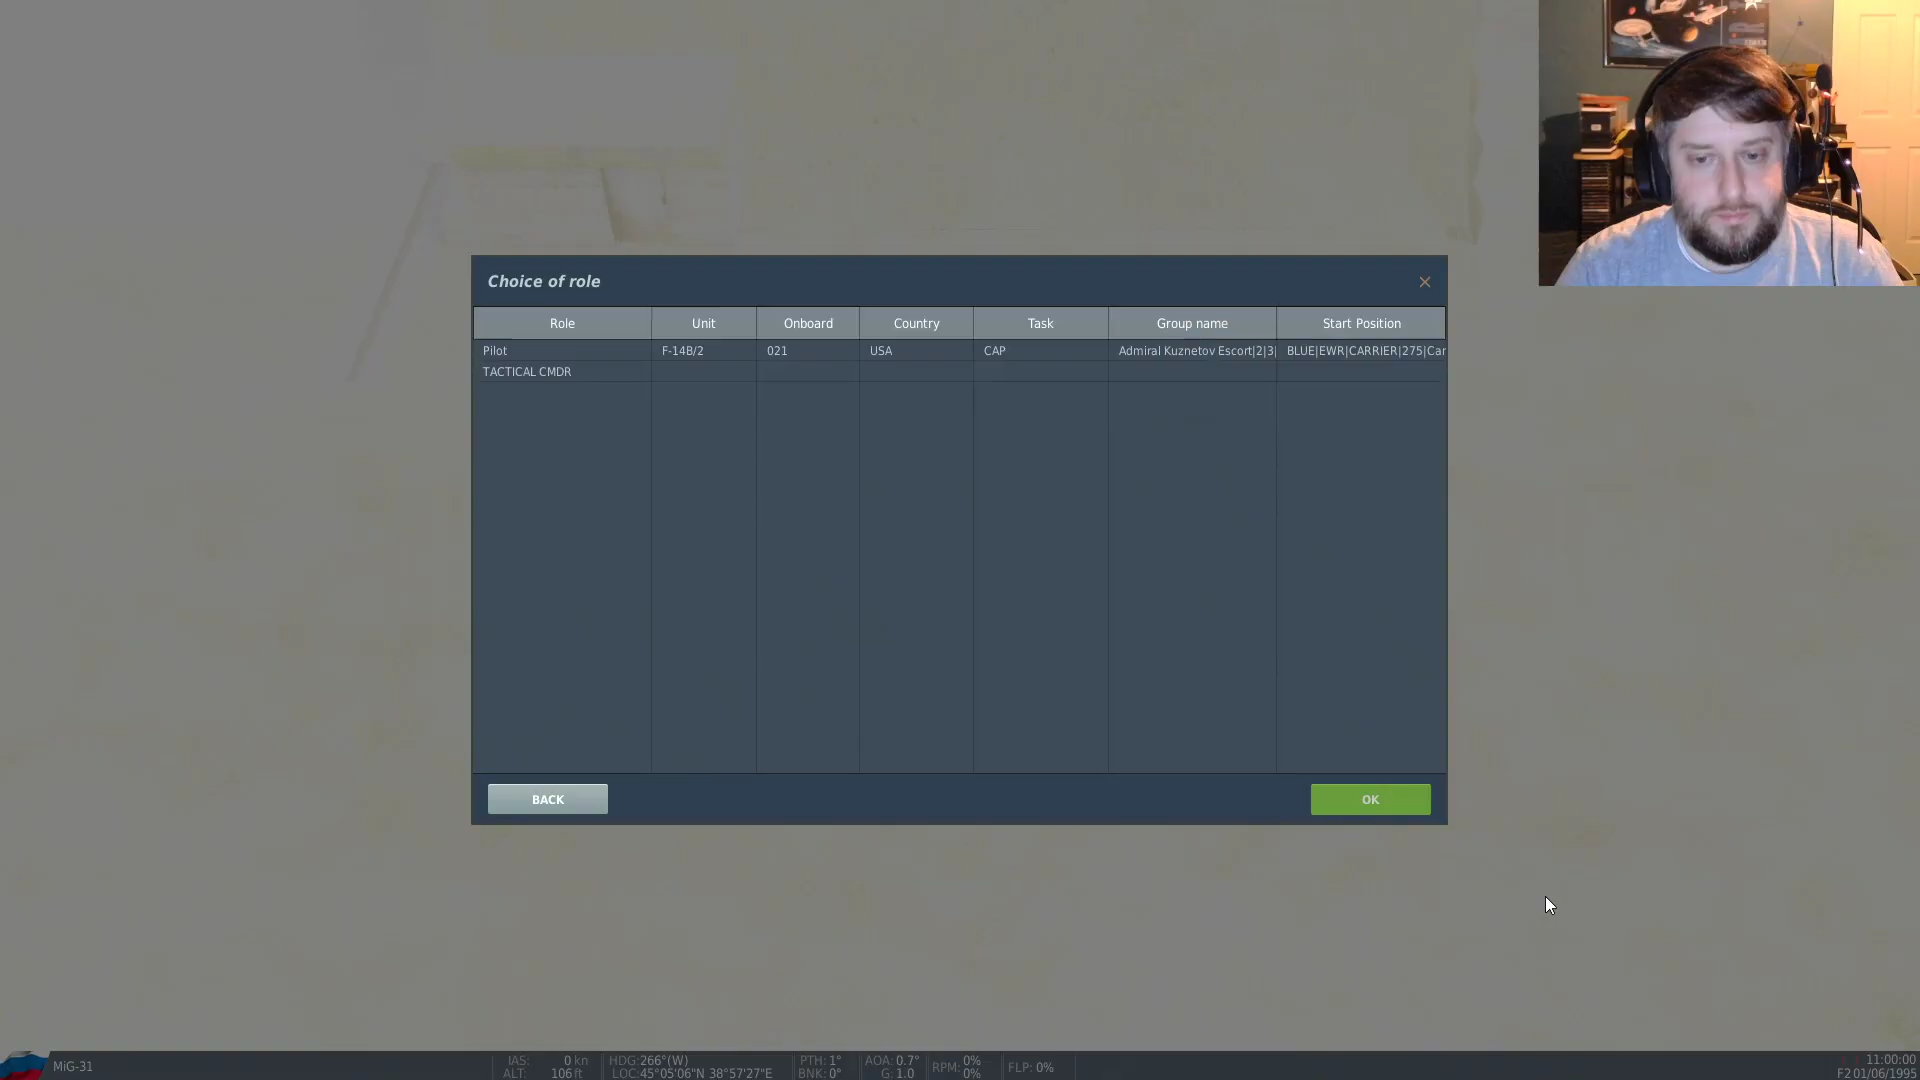 Choice of role
Role Unit Onboard Country Task Group name Start Position
Pilot F-14B/2 021 USA CAP Admiral Kuznetov Escort|2|3| BLUE|EWR|CARRIER|275|Car
TACTICAL CMDR
BACK OK
MiG-31
IAS: 0 kn HDG:266°(W) PTH: 1° AOA: 0.7° RPM: 0% FLP: 0% 11:00:00
ALT: 106 ft LOC:45°05'06"N 38°57'27"E BNK: 0° G: 1.0 0% F2 01/06/1995